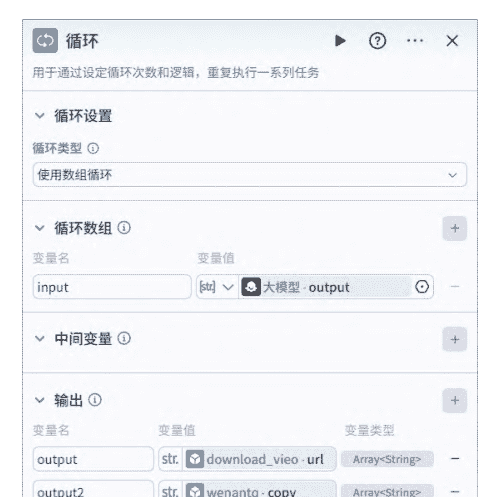 循环
用于通过设定循环次数和逻辑，重复执行一系列任务
循环设置
循环类型
使用数组循环
循环数组
变量名 变量值
input [str] 大模型 · output
中间变量
输出
变量名 变量值 变量类型
output str. download_vieo · url Array<String>
output2 str. wenantq · copy Array<String>